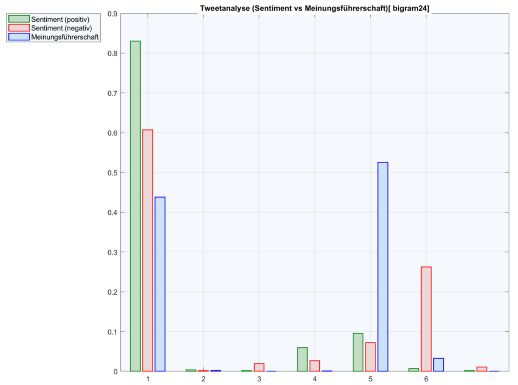 Tweetanalyse (Sentiment vs Meinungsführerschaft)[ bigram24]
Sentiment (positiv)
Sentiment (negativ)
Meinungsführerschaft
0.9
0.8
0.7
0.6
0.5
0.4
0.3
0.2
0.1
0
1 2 3 4 5 6